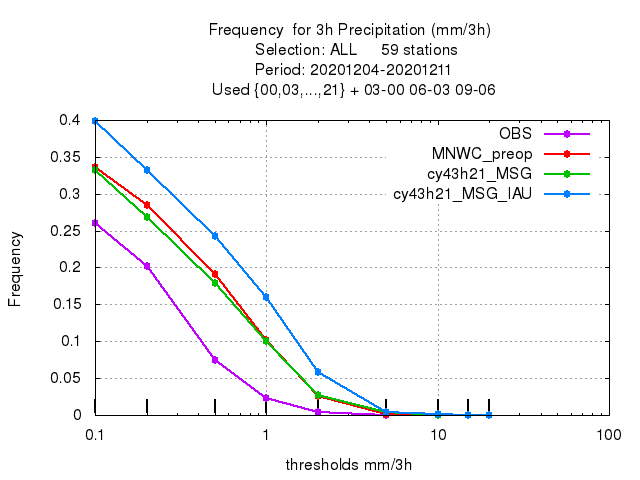 Frequency  for 3h Precipitation (mm/3h)
Selection: ALL     59 stations
Period: 20201204-20201211
Used {00,03,...,21} + 03-00 06-03 09-06
OBS
MNWC_preop
cy43h21_MSG
cy43h21_MSG_IAU
0.4
0.35
0.3
0.25
0.2
0.15
0.1
0.05
0
Frequency
0.1 1 10 100
thresholds mm/3h